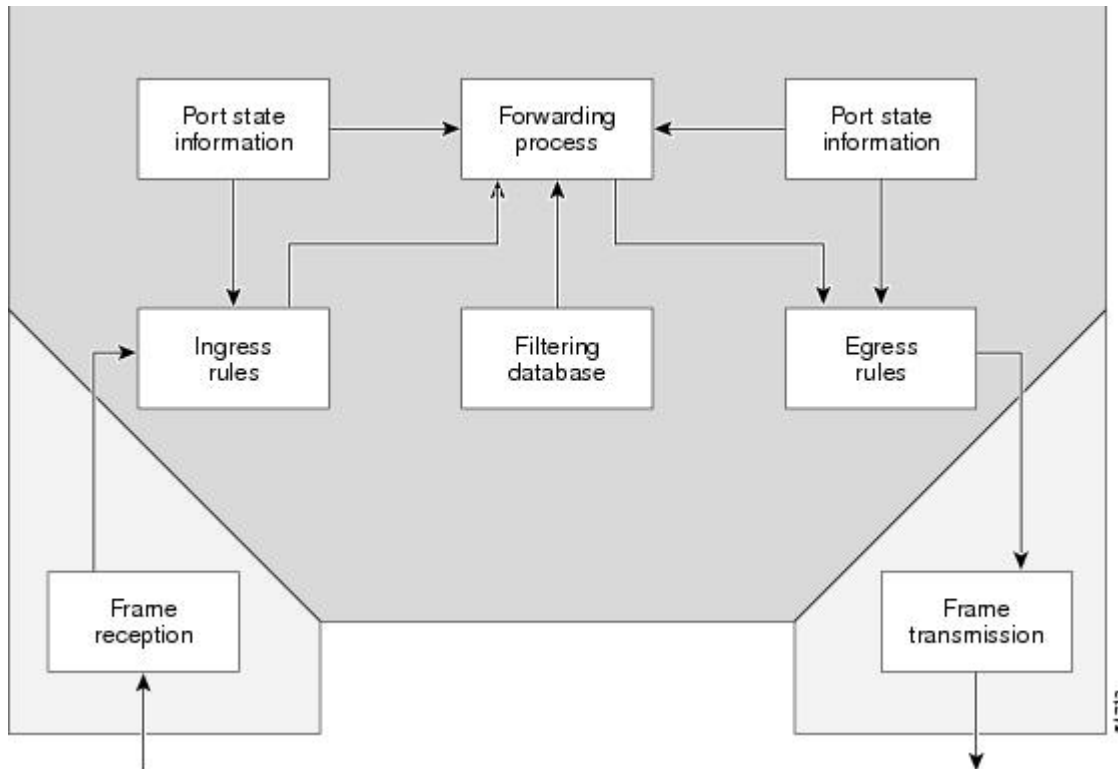 Port state
information
Forwarding
process
Port state
information
Ingress
rules
Filtering
database
Egress
rules
Frame
reception
Frame
transmission